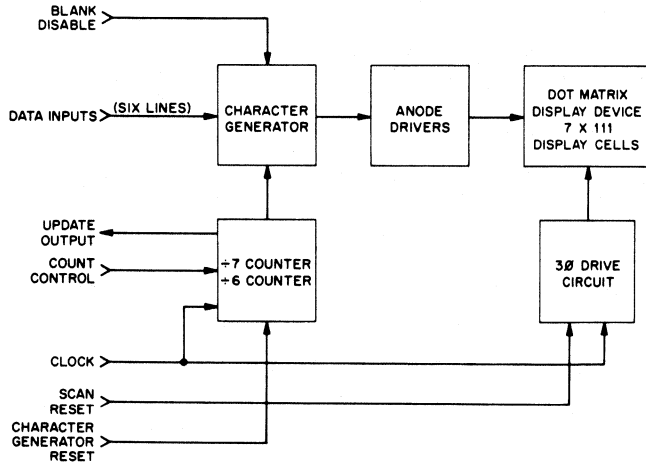 BLANK
DISABLE
DATA INPUTS
(SIX LINES)
CHARACTER
GENERATOR
ANODE
DRIVERS
DOT MATRIX
DISPLAY DEVICE
7 X 111
DISPLAY CELLS
UPDATE
OUTPUT
COUNT
CONTROL
÷7 COUNTER
÷6 COUNTER
3Ø DRIVE
CIRCUIT
CLOCK
SCAN
RESET
CHARACTER
GENERATOR
RESET